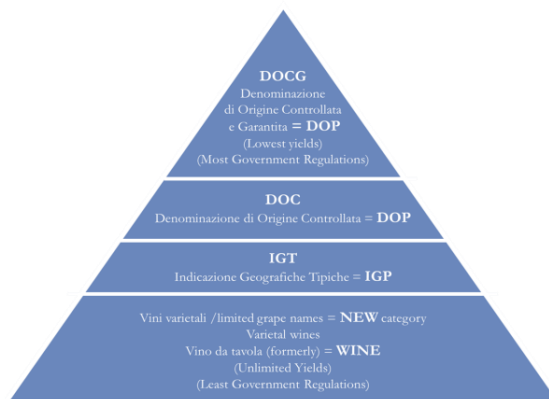 DOCG
Denominazione
di Origine Controllata
e Garantita = DOP
(Lowest yields)
(Most Government Regulations)
DOC
Denominazione di Origine Controllata = DOP
IGT
Indicazione Geografiche Tipiche = IGP
Vini varietali /limited grape names = NEW category
Varietal wines
Vino da tavola (formerly) = WINE
(Unlimited Yields)
(Least Government Regulations)